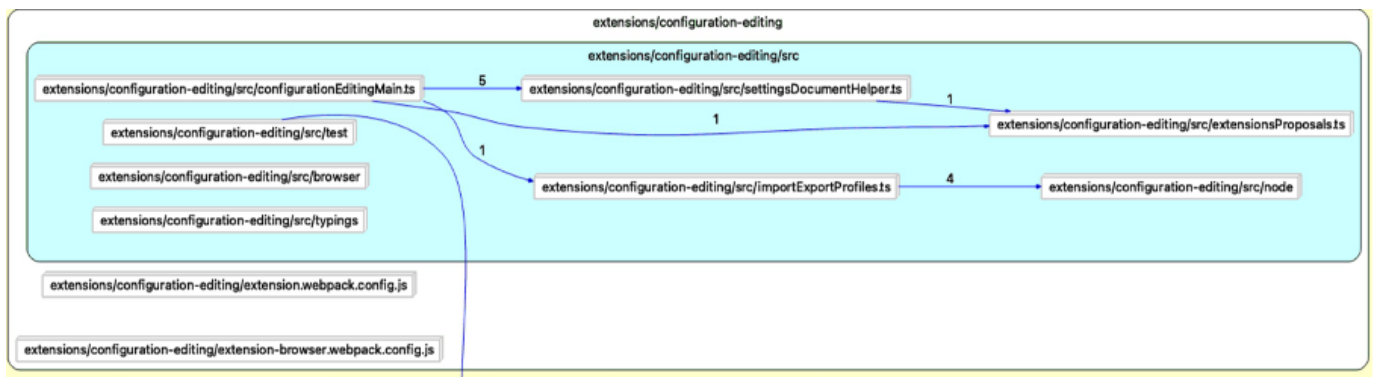 extensions/configuration-editing
extensions/configuration-editing/src
extensions/configuration-editing/src/configurationEditingMain.ts
5
extensions/configuration-editing/src/settingsDocumentHelper.ts
1
extensions/configuration-editing/src/extensionsProposals.ts
1
extensions/configuration-editing/src/test
1
extensions/configuration-editing/src/browser
extensions/configuration-editing/src/importExportProfiles.ts
4
extensions/configuration-editing/src/node
extensions/configuration-editing/src/typings
extensions/configuration-editing/extension.webpack.config.js
extensions/configuration-editing/extension-browser.webpack.config.js